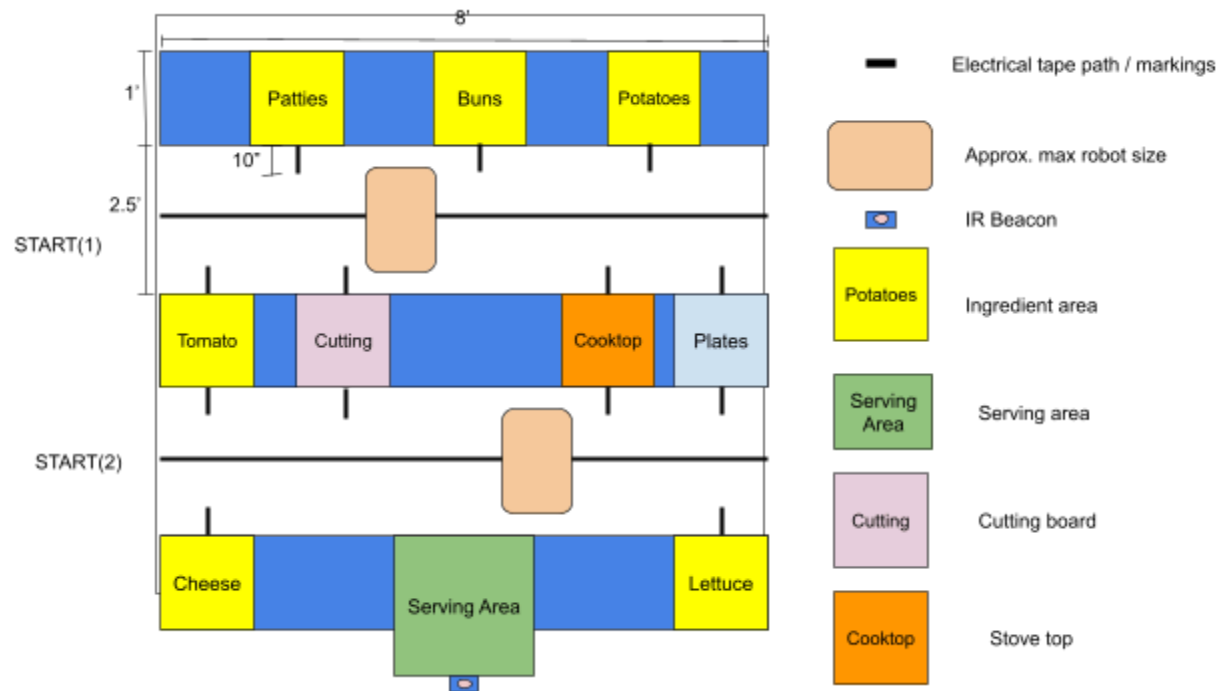 8'
1'
Patties
Buns
Potatoes
10"
2.5'
START(1)
Tomato
Cutting
Cooktop
Plates
START(2)
Cheese
Serving Area
Lettuce
Electrical tape path / markings
Approx. max robot size
IR Beacon
Potatoes
Ingredient area
Serving
Area
Serving area
Cutting
Cutting board
Cooktop
Stove top